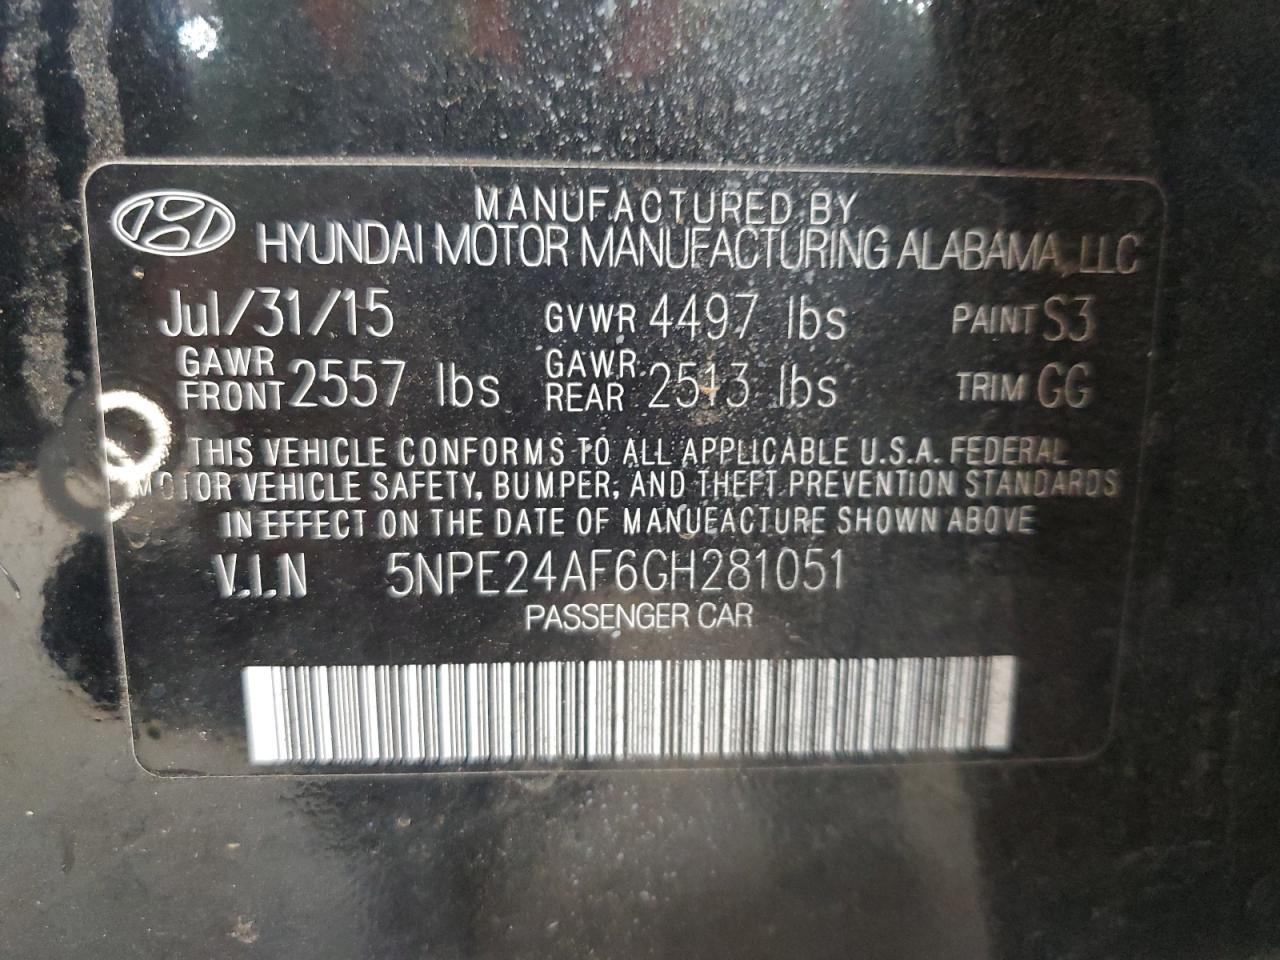 MANUFACTURED BY
HYUNDAI MOTOR MANUFACTURING ALABAMA, LLC
Jul/31/15 GVWR 4497 lbs PAINT S3
GAWR FRONT 2557 lbs GAWR REAR 2513 lbs TRIM GG
THIS VEHICLE CONFORMS TO ALL APPLICABLE U.S.A. FEDERAL
MOTOR VEHICLE SAFETY, BUMPER, AND THEFT PREVENTION STANDARDS
IN EFFECT ON THE DATE OF MANUFACTURE SHOWN ABOVE
V.I.N 5NPE24AF6GH281051
PASSENGER CAR